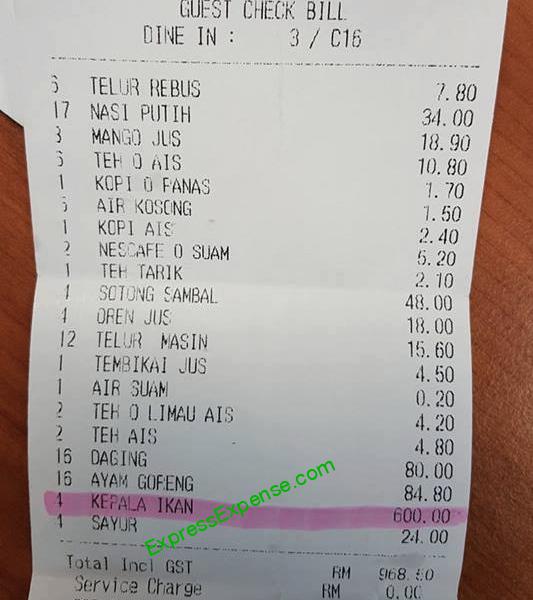 GUEST CHECK BILL
DINE IN : 3 / C16
6 TELUR REBUS 7.80
17 NASI PUTIH 34.00
3 MANGO JUS 18.90
6 TEH O AIS 10.80
1 KOPI O PANAS 1.70
5 AIR KOSONG 1.50
1 KOPI AIS 2.40
2 NESCAFE O SUAM 5.20
1 TEH TARIK 2.10
4 SOTONG SAMBAL 48.00
4 OREN JUS 18.00
12 TELUR MASIN 15.60
1 TEMBIKAI JUS 4.50
1 AIR SUAM 0.20
2 TEH O LIMAU AIS 4.20
2 TEH AIS 4.80
16 DAGING 80.00
16 AYAM GORENG 84.80
4 KEPALA IKAN 600.00
4 SAYUR 24.00
ExpressExpense.com
Total Incl GST RM 968.50
Service Charge RM 0.00